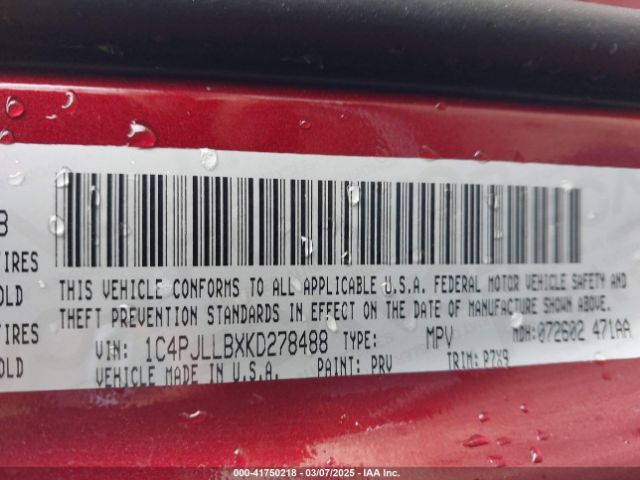 8
TIRES
OLD
OLD
THIS VEHICLE CONFORMS TO ALL APPLICABLE U.S.A. FEDERAL MOTOR VEHICLE SAFETY AND
THEFT PREVENTION STANDARDS IN EFFECT ON THE DATE OF MANUFACTURE SHOWN ABOVE.
VIN: 1C4PJLLBXKD278488 TYPE: MPV MDH:072602 471AA
VEHICLE MADE IN U.S.A. PAINT: PRV TRIM: P7X9
000-41750218 - 03/07/2025 - IAA Inc.